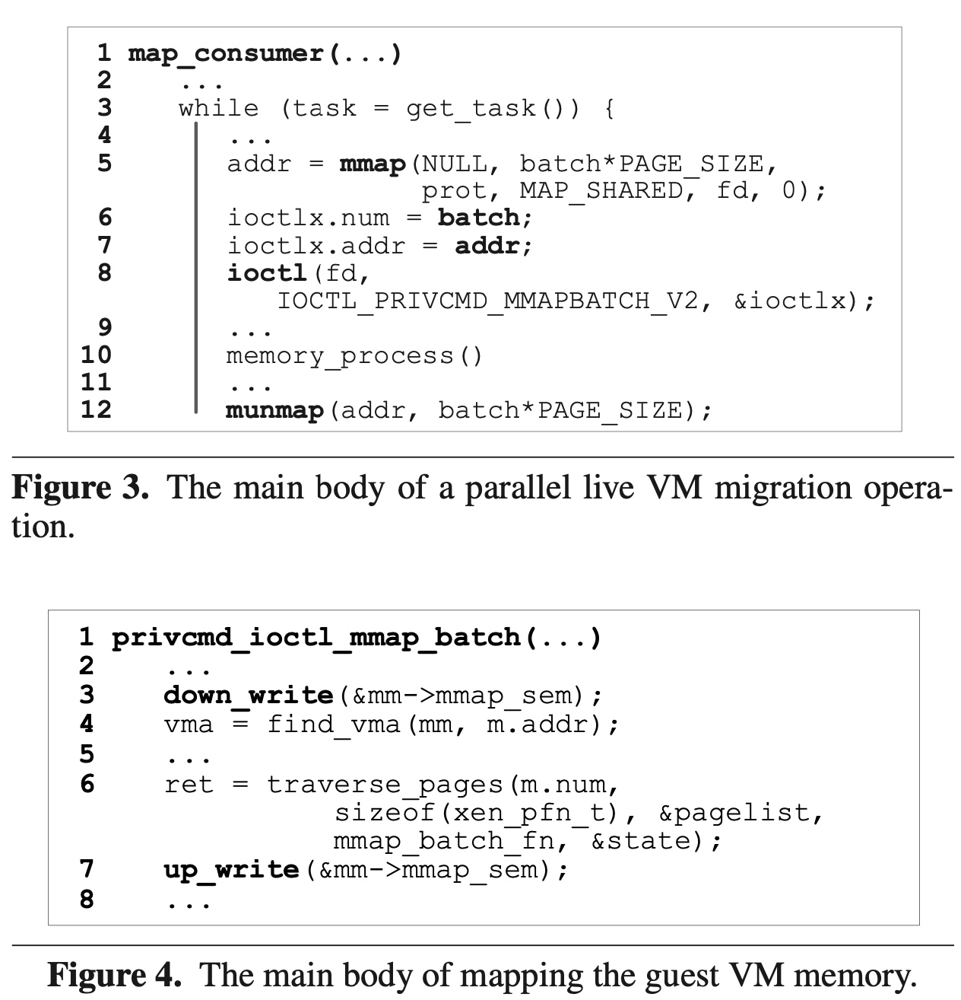 1 map_consumer(...)
2 ...
3 while (task = get_task()) {
4 ...
5 addr = mmap(NULL, batch*PAGE_SIZE,
prot, MAP_SHARED, fd, 0);
6 ioctlx.num = batch;
7 ioctlx.addr = addr;
8 ioctl(fd,
IOCTL_PRIVCMD_MMAPBATCH_V2, &ioctlx);
9 ...
10 memory_process()
11 ...
12 munmap(addr, batch*PAGE_SIZE);
Figure 3. The main body of a parallel live VM migration opera-
tion.
1 privcmd_ioctl_mmap_batch(...)
2 ...
3 down_write(&mm->mmap_sem);
4 vma = find_vma(mm, m.addr);
5 ...
6 ret = traverse_pages(m.num,
sizeof(xen_pfn_t), &pagelist,
mmap_batch_fn, &state);
7 up_write(&mm->mmap_sem);
8 ...
Figure 4. The main body of mapping the guest VM memory.